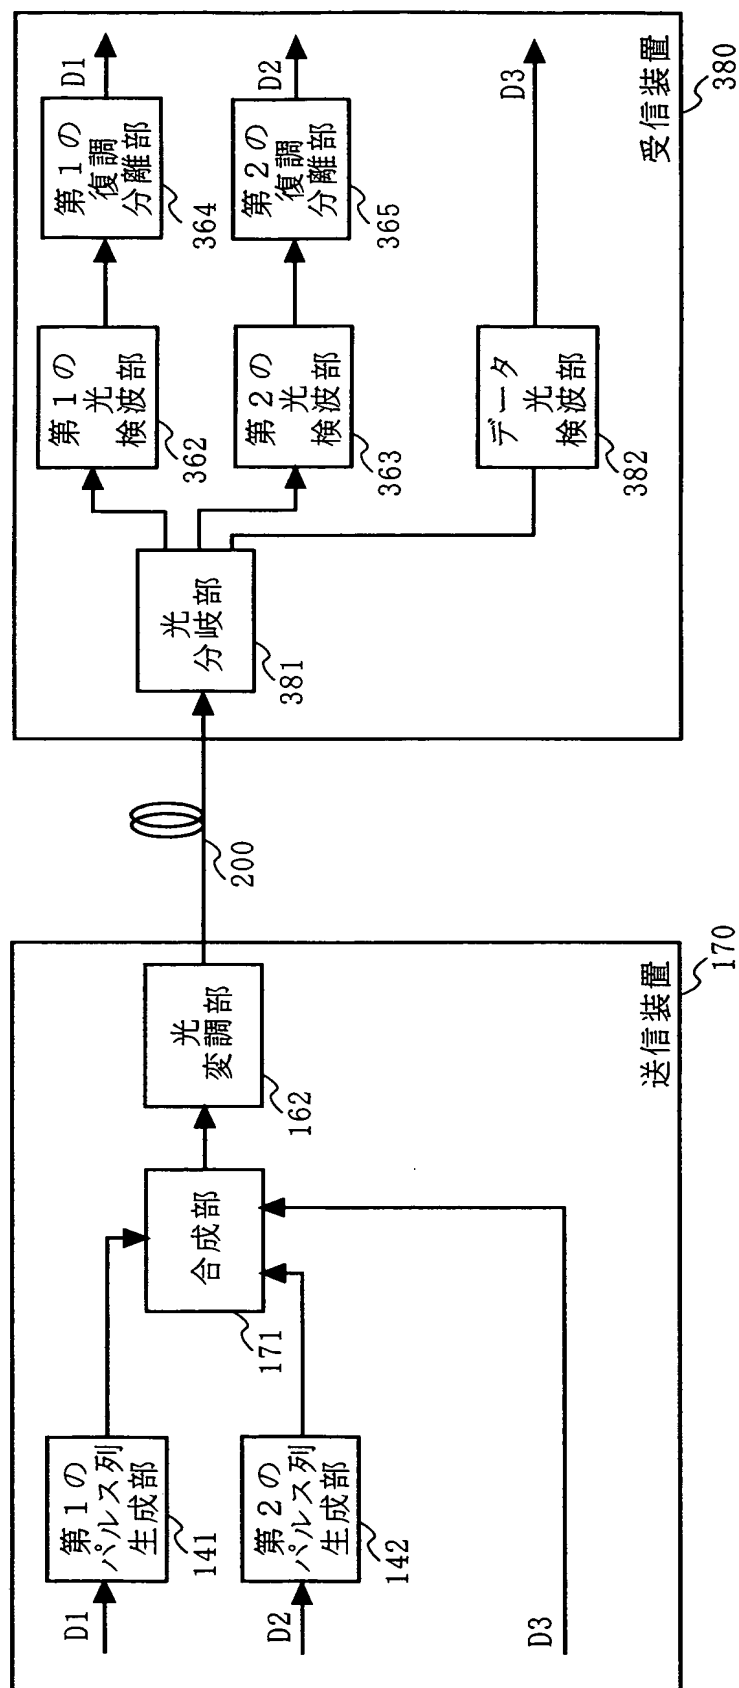 D1
第1の
パルス列
生成部
141
D2
第2の
パルス列
生成部
142
D3
合成部
171
光
変調部
162
送信装置
170
200
光
分岐部
381
第1の
光
検波部
362
第2の
光
検波部
363
データ
光
検波部
382
第1の
復調
分離部
364
第2の
復調
分離部
365
D1
D2
D3
受信装置
380